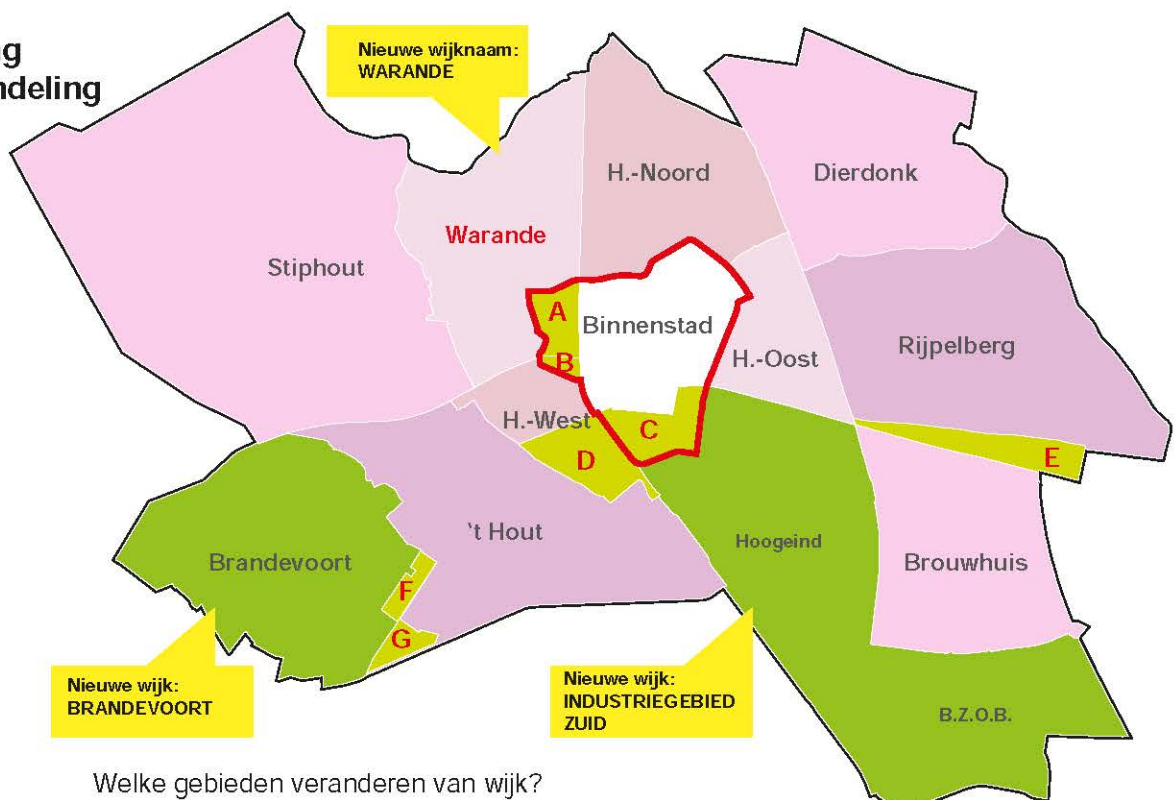 ng
ndeling
Nieuwe wijknaam:
WARANDE
H.-Noord
Dierdonk
Warande
Stiphout
A
Binnenstad
B
H.-Oost
Rijpelberg
H.-West
C
D
E
't Hout
Hoogeind
Brandevoort
Brouwhuis
F
G
Nieuwe wijk:
BRANDEVOORT
Nieuwe wijk:
INDUSTRIEGEBIED
ZUID
B.Z.O.B.
Welke gebieden veranderen van wijk?